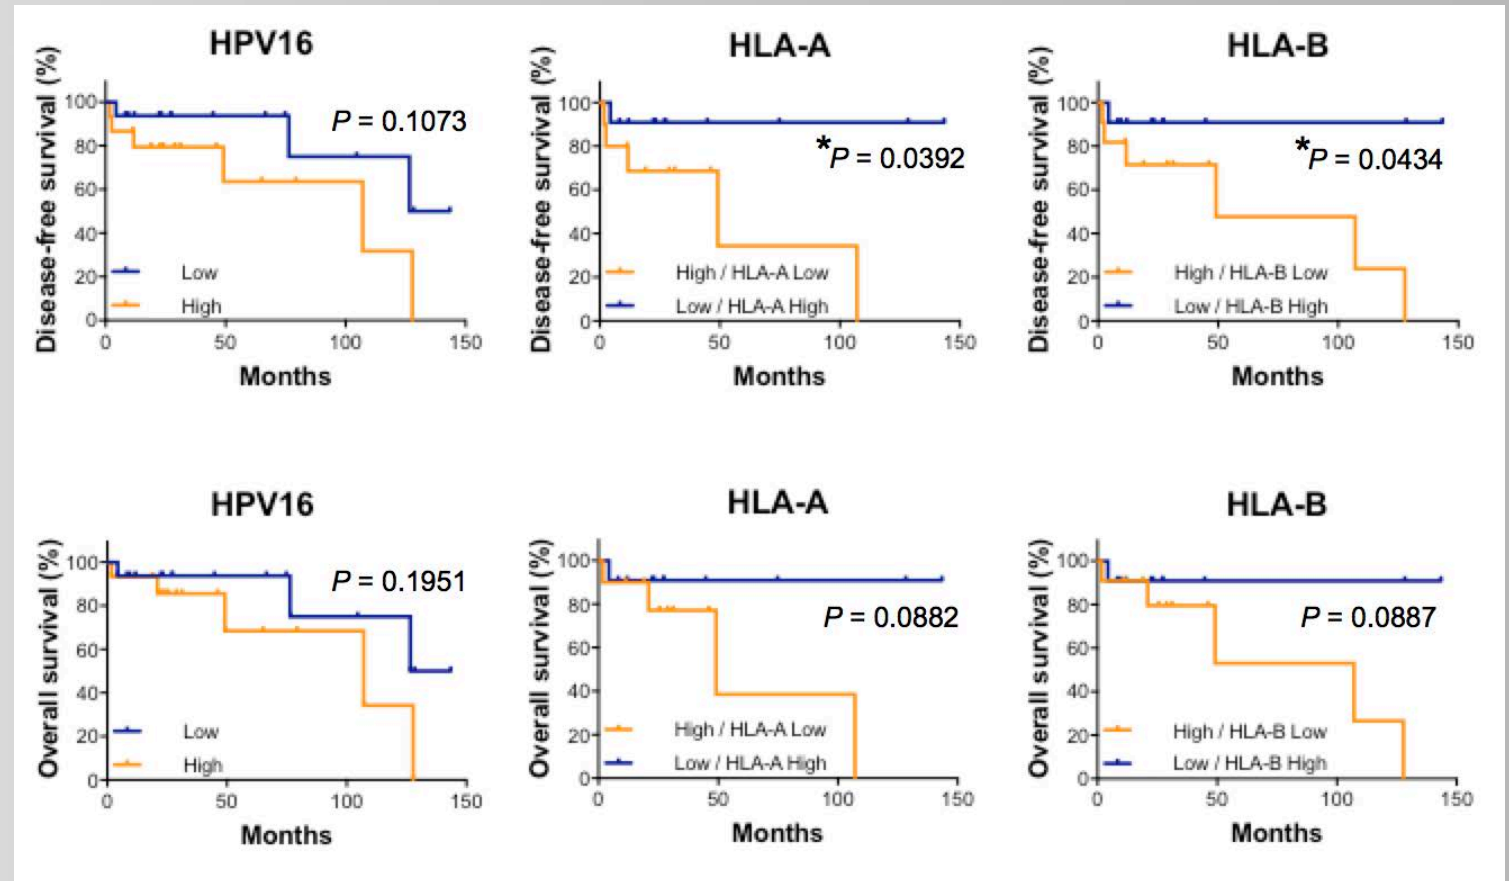 HPV16
Disease-free survival (%)
100
80
60
40
20
0
P = 0.1073
Low
High
0 50 100 150
Months
HLA-A
Disease-free survival (%)
100
80
60
40
20
0
*P = 0.0392
High / HLA-A Low
Low / HLA-A High
0 50 100 150
Months
HLA-B
Disease-free survival (%)
100
80
60
40
20
0
*P = 0.0434
High / HLA-B Low
Low / HLA-B High
0 50 100 150
Months
HPV16
Overall survival (%)
100
80
60
40
20
0
P = 0.1951
Low
High
0 50 100 150
Months
HLA-A
Overall survival (%)
100
80
60
40
20
0
P = 0.0882
High / HLA-A Low
Low / HLA-A High
0 50 100 150
Months
HLA-B
Overall survival (%)
100
80
60
40
20
0
P = 0.0887
High / HLA-B Low
Low / HLA-B High
0 50 100 150
Months